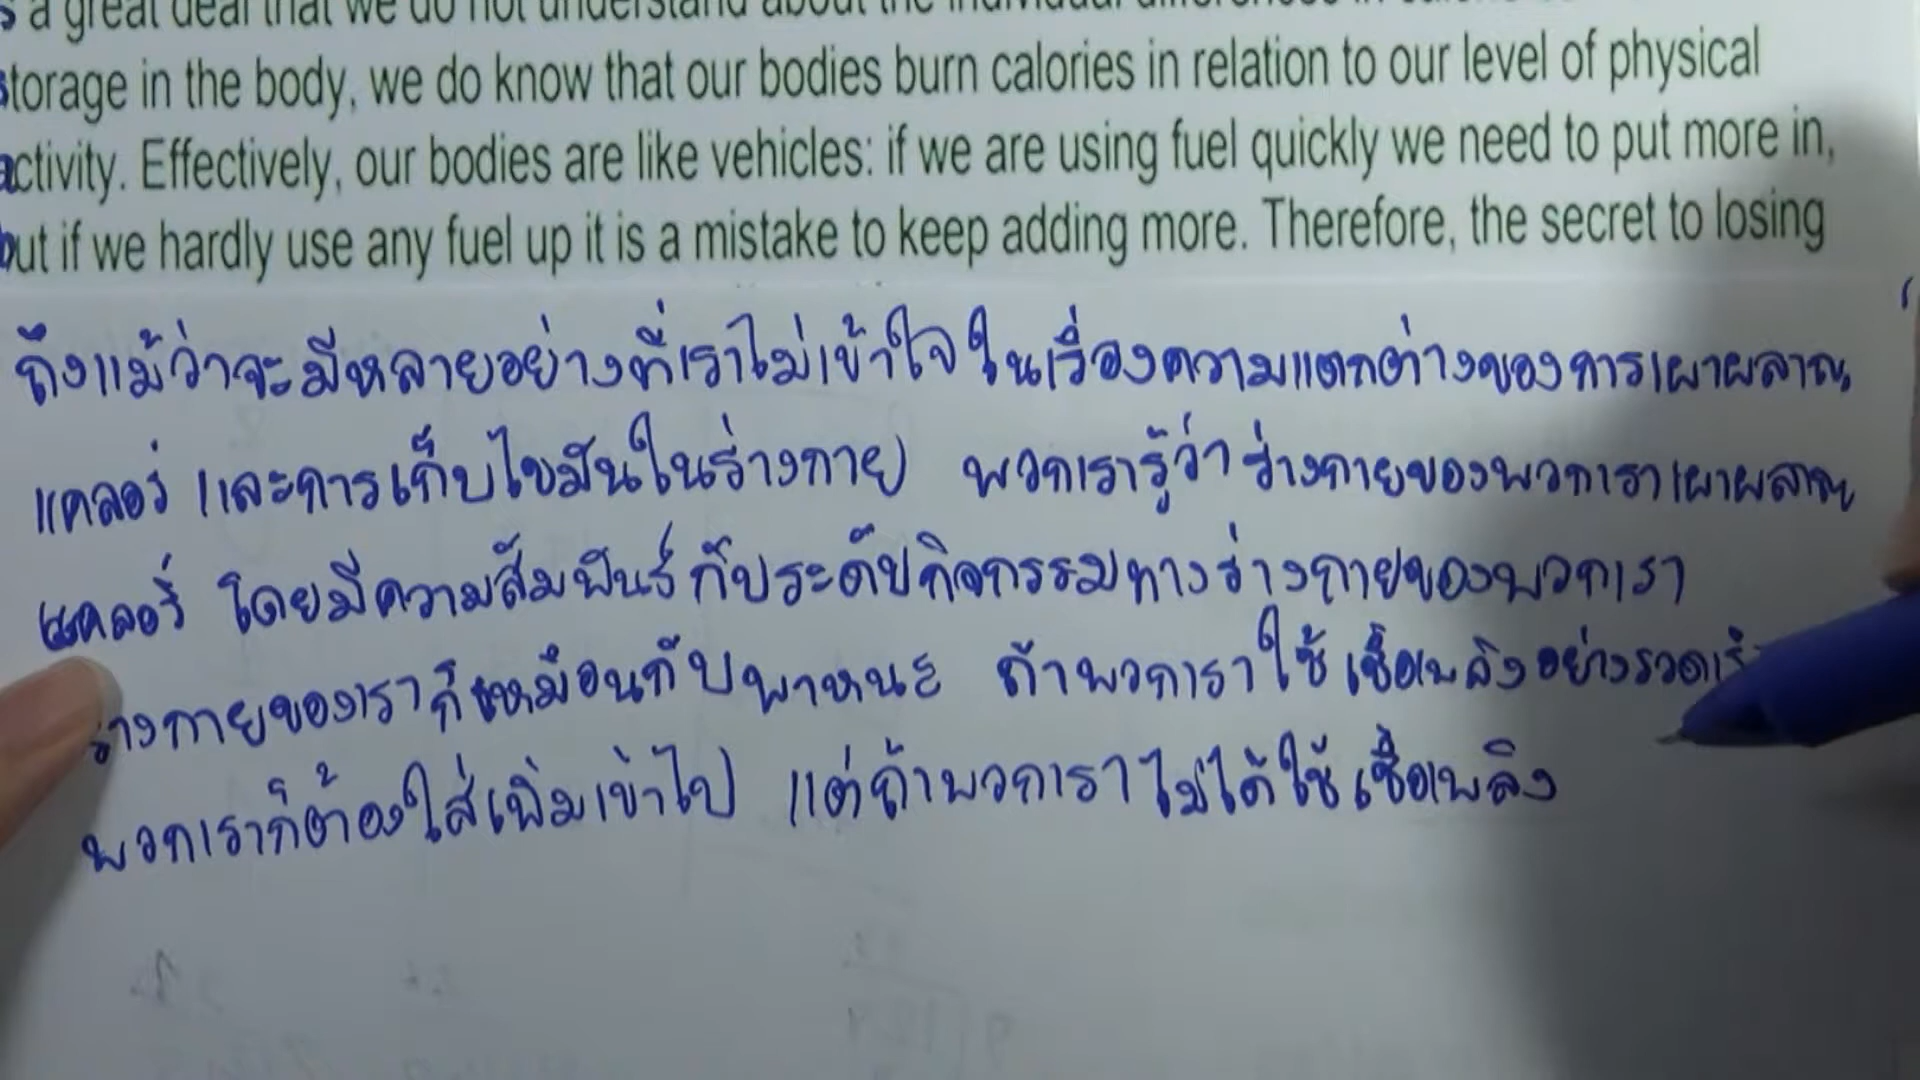 a great deal that we do not understand about the individual differences in
storage in the body, we do know that our bodies burn calories in relation to our level of physical
activity. Effectively, our bodies are like vehicles: if we are using fuel quickly we need to put more in,
but if we hardly use any fuel up it is a mistake to keep adding more. Therefore, the secret to losing
ถึงแม้ว่าจะมีหลายอย่างที่เราไม่เข้าใจ ในเรื่องความแตกต่างของการเผาผลาญ
แคลอรี่ และการเก็บไขมันในร่างกาย พวกเรารู้ว่า ร่างกายของพวกเราเผาผลาญ
แคลอรี่ โดยมีความสัมพันธ์กับระดับกิจกรรมทางร่างกายของพวกเรา
ร่างกายของเราก็เหมือนกับพาหนะ ถ้าพวกเราใช้เชื้อเพลิงอย่างรวดเร็ว
พวกเราก็ต้องใส่เพิ่มเข้าไป แต่ถ้าพวกเราไม่ได้ใช้เชื้อเพลิง